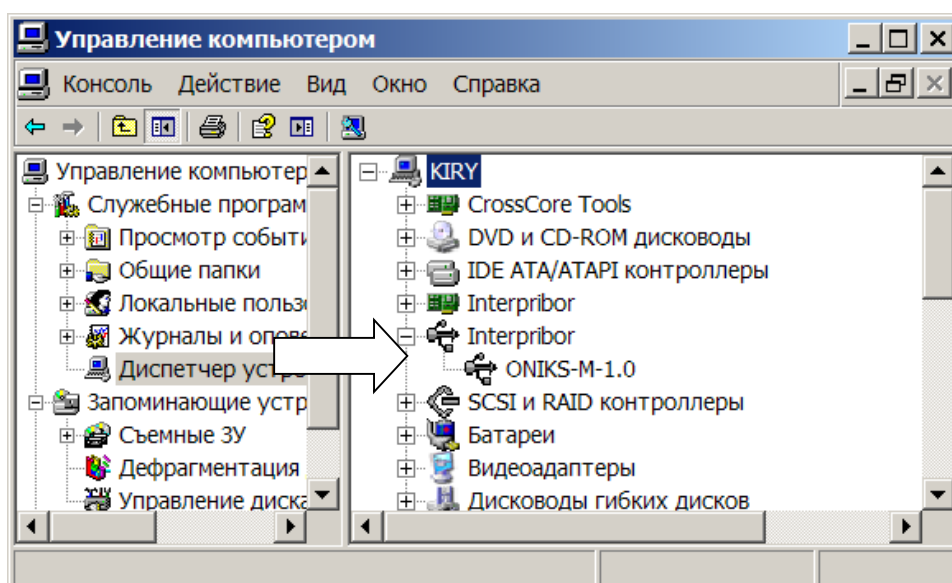 Управление компьютером
Консоль Действие Вид Окно Справка
Управление компьютер
Служебные програм
Просмотр событи
Общие папки
Локальные польз
Журналы и опове
Диспетчер устро
Запоминающие устр
Съемные ЗУ
Дефрагментация
Управление диска
KIRY
CrossCore Tools
DVD и CD-ROM дисководы
IDE ATA/ATAPI контроллеры
Interpribor
Interpribor
ONIKS-M-1.0
SCSI и RAID контроллеры
Батареи
Видеоадаптеры
Дисководы гибких дисков